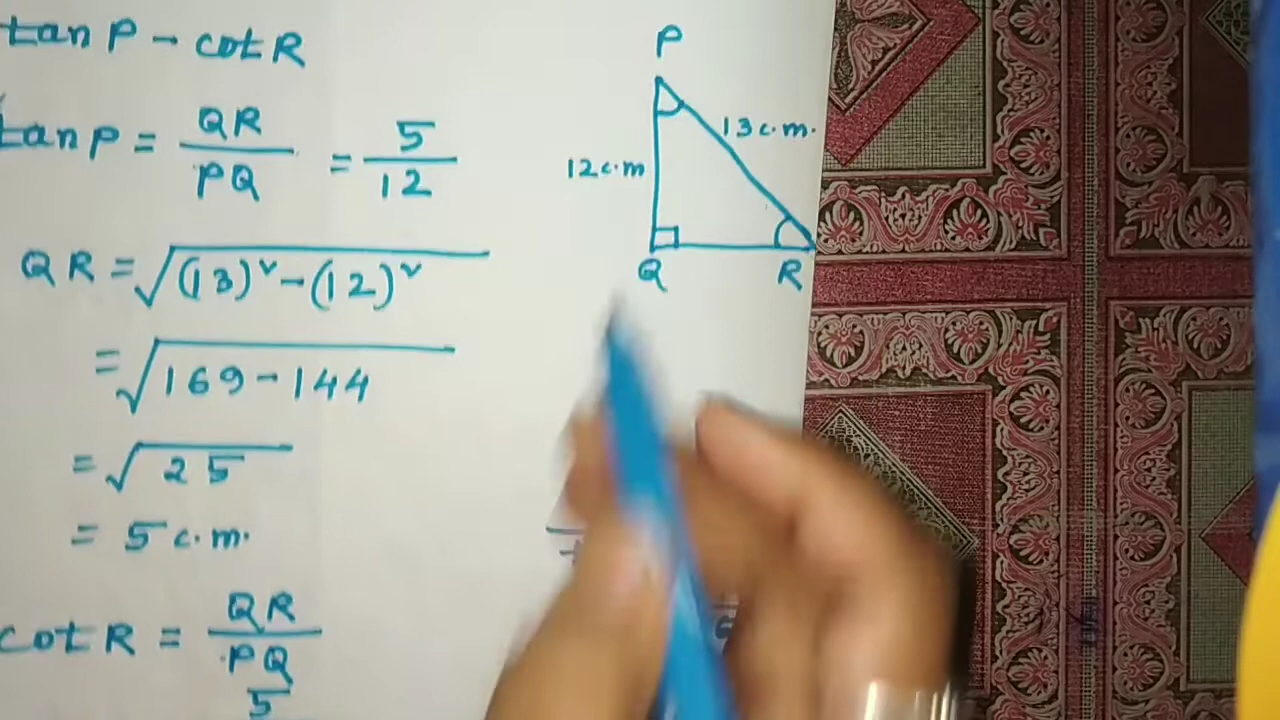 tan P - cot R
tan P = QR / PQ = 5 / 12
QR = √(13)² - (12)²
= √169 - 144
= √25
= 5 c.m.
cot R = QR / PQ
5
P
13 c.m.
12 c.m
Q R